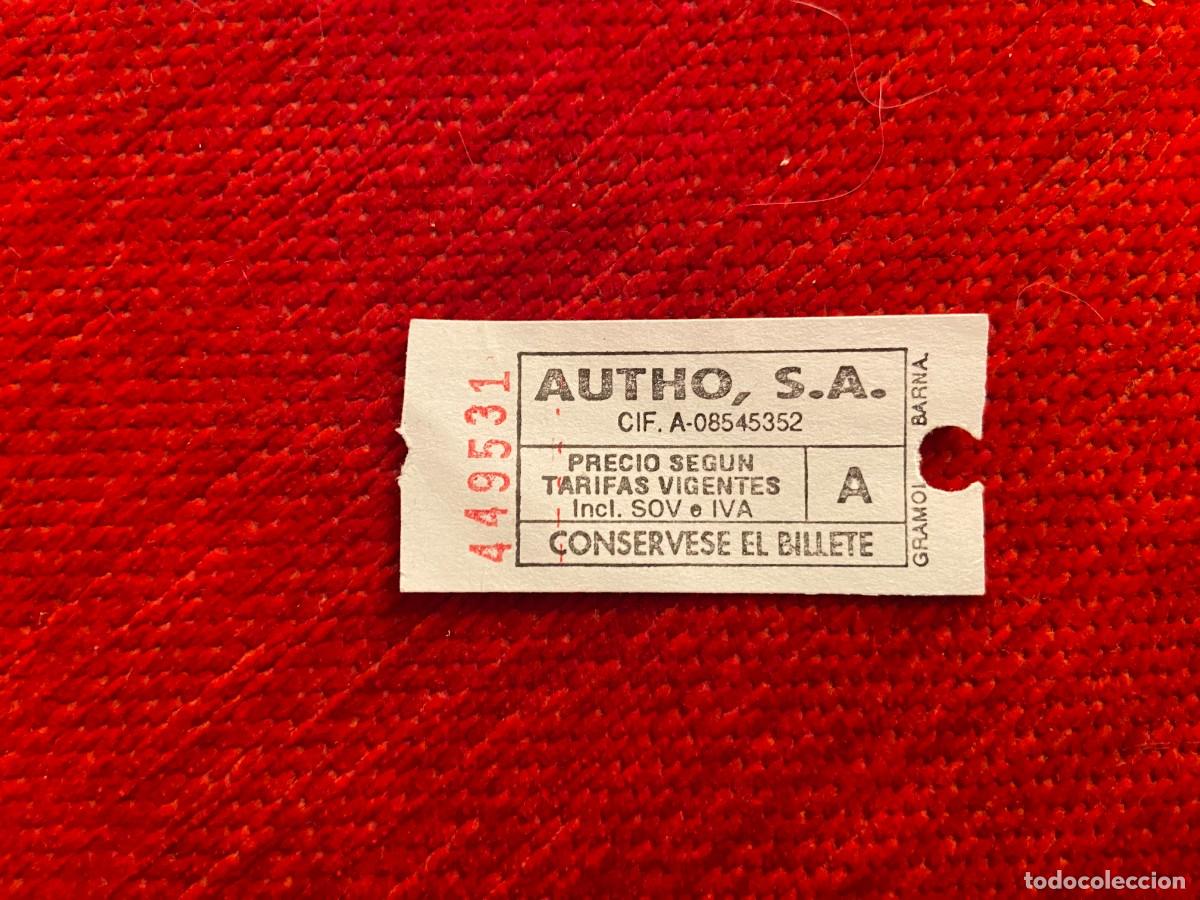 449531
AUTHO, S.A.
CIF. A-08545352
PRECIO SEGUN
TARIFAS VIGENTES
Incl. SOV e IVA
A
CONSERVESE EL BILLETE
GRAMOL BARNA.
todocoleccion